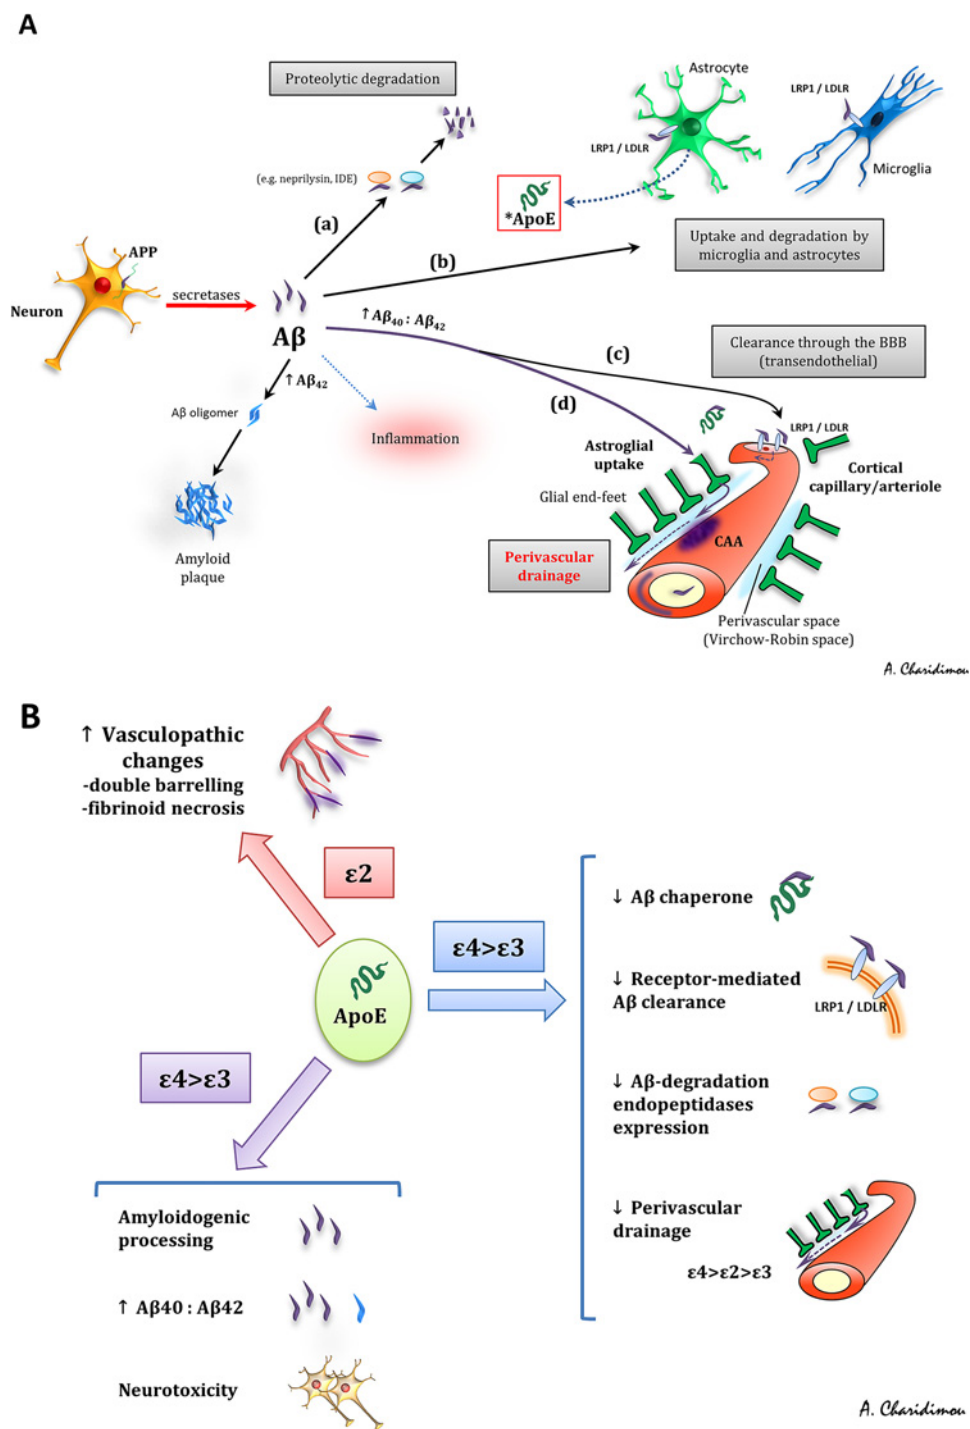 A
Proteolytic degradation
Astrocyte
LRP1 / LDLR
LRP1 / LDLR
Microglia
(e.g. neprilysin, IDE)
*ApoE
(a)
Uptake and degradation by
microglia and astrocytes
(b)
APP
Neuron
secretases
Aβ
↑Aβ40 : Aβ42
(c)
Clearance through the BBB
(transendothelial)
↑Aβ42
(d)
Aβ oligomer
Inflammation
LRP1 / LDLR
Astroglial
uptake
Cortical
capillary/arteriole
Glial end-feet
CAA
Perivascular
drainage
Amyloid
plaque
Perivascular space
(Virchow-Robin space)
A. Charidimou
B
↑ Vasculopathic
changes
-double barrelling
-fibrinoid necrosis
ε2
ε4>ε3
ApoE
ε4>ε3
↓ Aβ chaperone
↓ Receptor-mediated
Aβ clearance
LRP1 / LDLR
↓ Aβ-degradation
endopeptidases
expression
↓ Perivascular
drainage
ε4>ε2>ε3
Amyloidogenic
processing
↑ Aβ40 : Aβ42
Neurotoxicity
A. Charidimou